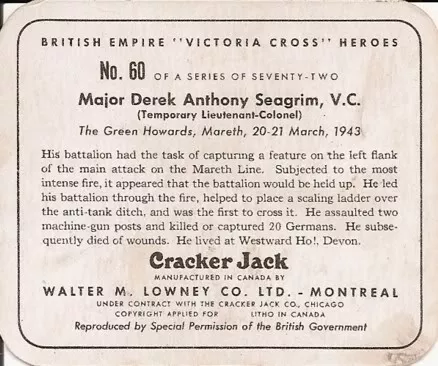 BRITISH EMPIRE "VICTORIA CROSS" HEROES
No. 60 OF A SERIES OF SEVENTY-TWO
Major Derek Anthony Seagrim, V.C.
(Temporary Lieutenant-Colonel)
The Green Howards, Mareth, 20-21 March, 1943
His battalion had the task of capturing a feature on the left flank
of the main attack on the Mareth Line. Subjected to the most
intense fire, it appeared that the battalion would be held up. He led
his battalion through the fire, helped to place a scaling ladder over
the anti-tank ditch, and was the first to cross it. He assaulted two
machine-gun posts and killed or captured 20 Germans. He subse-
quently died of wounds. He lived at Westward Ho!, Devon.
Cracker Jack
MANUFACTURED IN CANADA BY
WALTER M. LOWNEY CO. LTD. - MONTREAL
UNDER CONTRACT WITH THE CRACKER JACK CO., CHICAGO
COPYRIGHT APPLIED FOR LITHO IN CANADA
Reproduced by Special Permission of the British Government